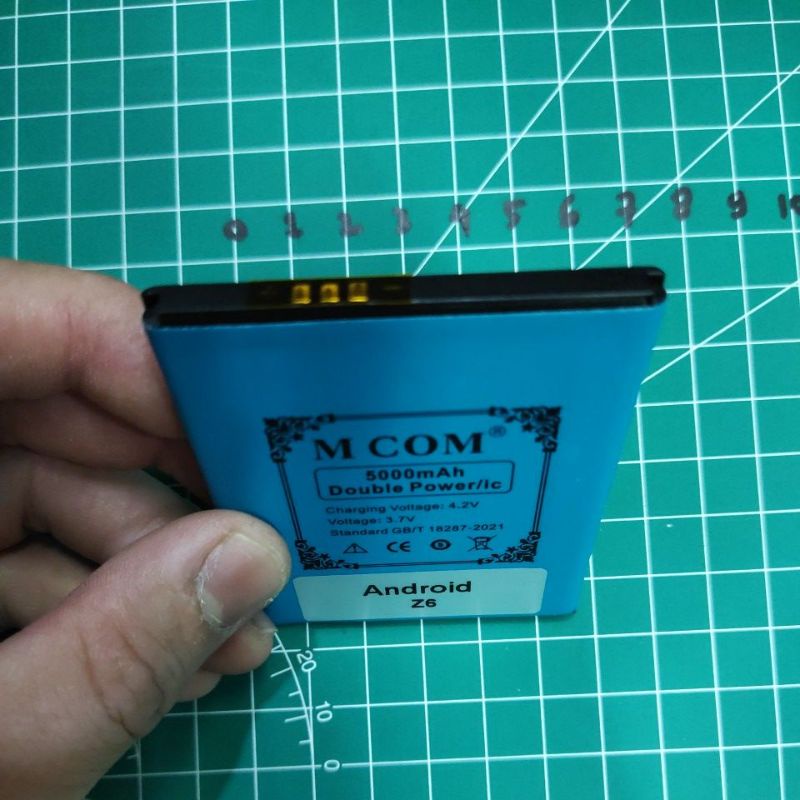 0 1 2 3 4 5 6 7 8 9 10
M COM®
5000mAh
Double Power/ic
Charging Voltage: 4.2V
Voltage: 3.7V
Standard GB/T 18287-2021
CE
Android
Z6
20
10
0